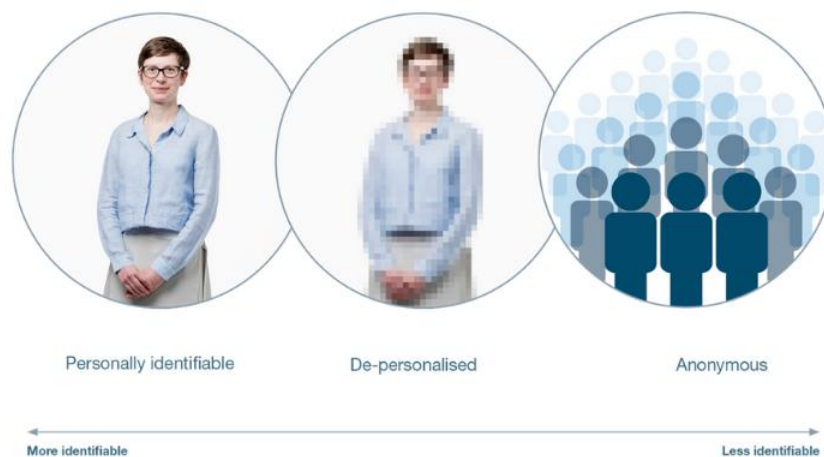 Personally identifiable
De-personalised
Anonymous
More identifiable
Less identifiable